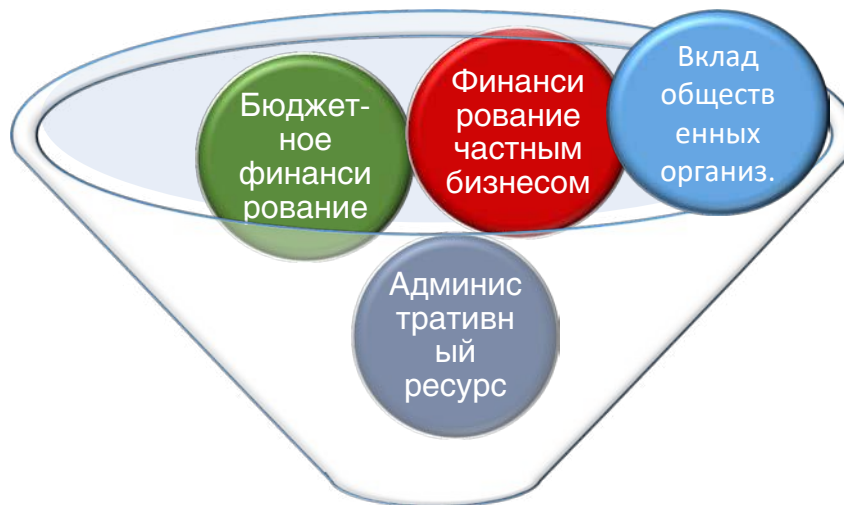 Бюджет-
ное
финанси
рование
Финанси
рование
частным
бизнесом
Вклад
обществ
енных
организ.
Админис
тративн
ый
ресурс